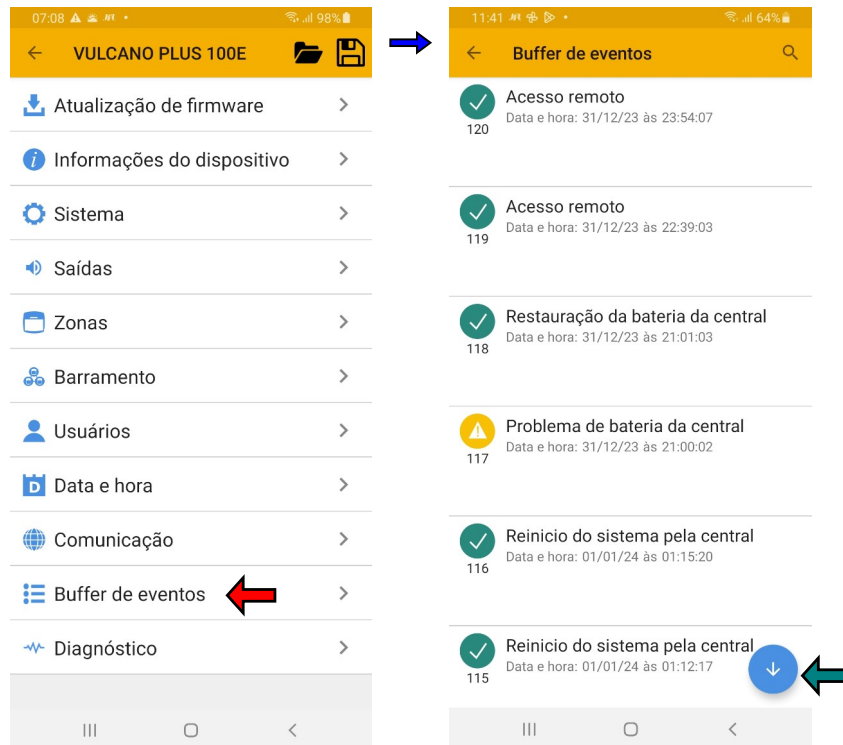 07:08
98%
VULCANO PLUS 100E
Atualização de firmware
Informações do dispositivo
Sistema
Saídas
Zonas
Barramento
Usuários
D Data e hora
Comunicação
Buffer de eventos
Diagnóstico
11:41
64%
Buffer de eventos
Acesso remoto
Data e hora: 31/12/23 às 23:54:07
120
Acesso remoto
Data e hora: 31/12/23 às 22:39:03
119
Restauração da bateria da central
Data e hora: 31/12/23 às 21:01:03
118
Problema de bateria da central
Data e hora: 31/12/23 às 21:00:02
117
Reinicio do sistema pela central
Data e hora: 01/01/24 às 01:15:20
116
Reinicio do sistema pela central
Data e hora: 01/01/24 às 01:12:17
115